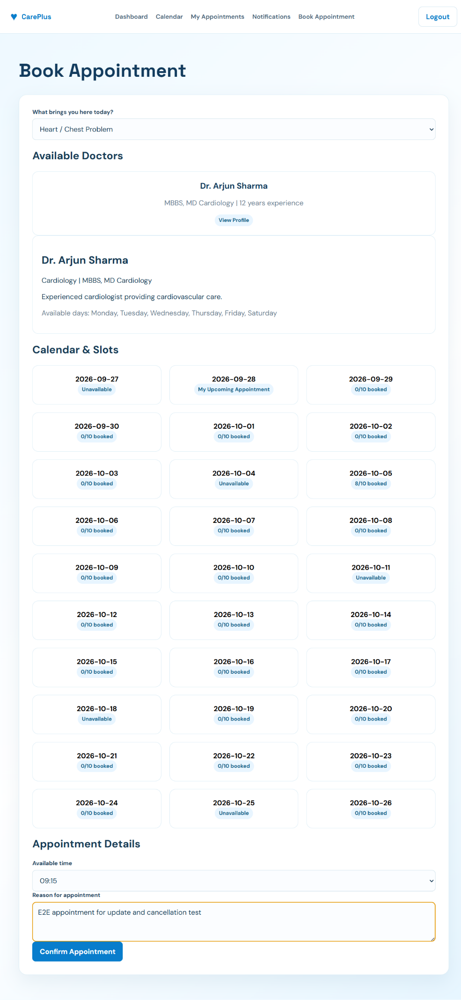 ♥ CarePlus
Dashboard Calendar My Appointments Notifications Book Appointment
Logout
Book Appointment
What brings you here today?
Heart / Chest Problem
Available Doctors
Dr. Arjun Sharma
MBBS, MD Cardiology | 12 years experience
View Profile
Dr. Arjun Sharma
Cardiology | MBBS, MD Cardiology
Experienced cardiologist providing cardiovascular care.
Available days: Monday, Tuesday, Wednesday, Thursday, Friday, Saturday
Calendar & Slots
2026-09-27
Unavailable
2026-09-28
My Upcoming Appointment
2026-09-29
0/10 booked
2026-09-30
0/10 booked
2026-10-01
0/10 booked
2026-10-02
0/10 booked
2026-10-03
0/10 booked
2026-10-04
Unavailable
2026-10-05
8/10 booked
2026-10-06
0/10 booked
2026-10-07
0/10 booked
2026-10-08
0/10 booked
2026-10-09
0/10 booked
2026-10-10
0/10 booked
2026-10-11
Unavailable
2026-10-12
0/10 booked
2026-10-13
0/10 booked
2026-10-14
0/10 booked
2026-10-15
0/10 booked
2026-10-16
0/10 booked
2026-10-17
0/10 booked
2026-10-18
Unavailable
2026-10-19
0/10 booked
2026-10-20
0/10 booked
2026-10-21
0/10 booked
2026-10-22
0/10 booked
2026-10-23
0/10 booked
2026-10-24
0/10 booked
2026-10-25
Unavailable
2026-10-26
0/10 booked
Appointment Details
Available time
09:15
Reason for appointment
E2E appointment for update and cancellation test
Confirm Appointment